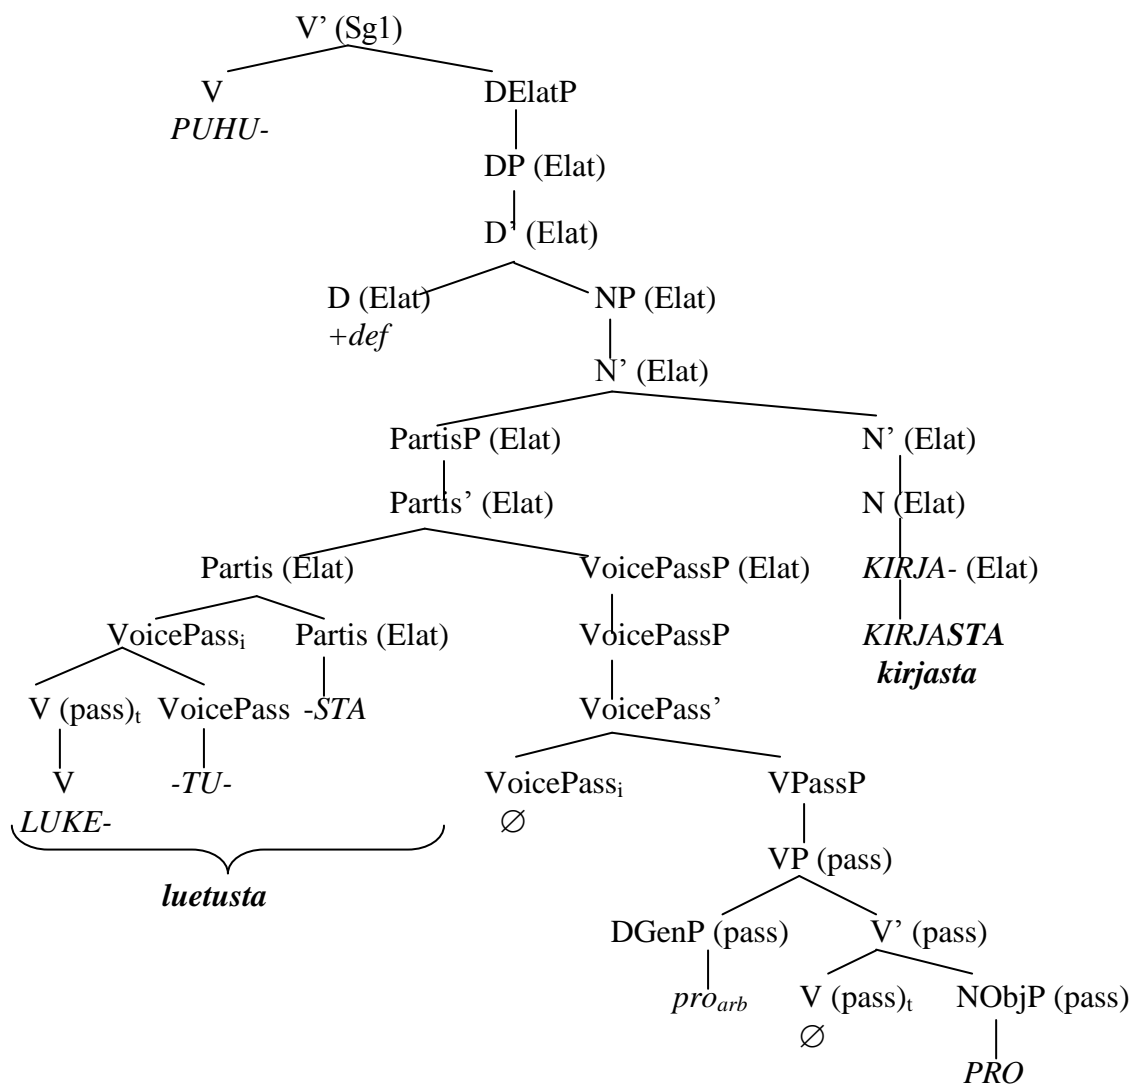 V’ (Sg1)
V DElatP
PUHU-
DP (Elat)
D’ (Elat)
D (Elat) NP (Elat)
+def
N’ (Elat)
PartisP (Elat) N’ (Elat)
Partis’ (Elat) N (Elat)
Partis (Elat) VoicePassP (Elat) KIRJA- (Elat)
VoicePassi Partis (Elat) VoicePassP KIRJASTA
kirjasta
V (pass)t VoicePass -STA VoicePass’
V -TU- VoicePassi VPassP
LUKE- ∅
VP (pass)
luetusta
DGenP (pass) V’ (pass)
proarb V (pass)t NObjP (pass)
∅
PRO